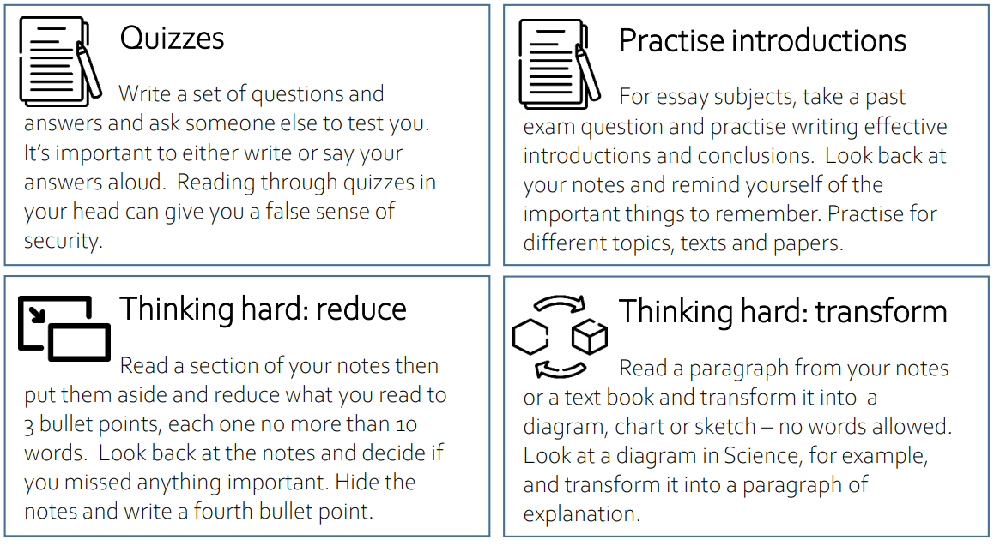 Quizzes
Write a set of questions and
answers and ask someone else to test you.
It’s important to either write or say your
answers aloud.  Reading through quizzes in
your head can give you a false sense of
security.
Practise introductions
For essay subjects, take a past
exam question and practise writing effective
introductions and conclusions.  Look back at
your notes and remind yourself of the
important things to remember. Practise for
different topics, texts and papers.
Thinking hard: reduce
Read a section of your notes then
put them aside and reduce what you read to
3 bullet points, each one no more than 10
words.  Look back at the notes and decide if
you missed anything important. Hide the
notes and write a fourth bullet point.
Thinking hard: transform
Read a paragraph from your notes
or a text book and transform it into  a
diagram, chart or sketch – no words allowed.
Look at a diagram in Science, for example,
and transform it into a paragraph of
explanation.